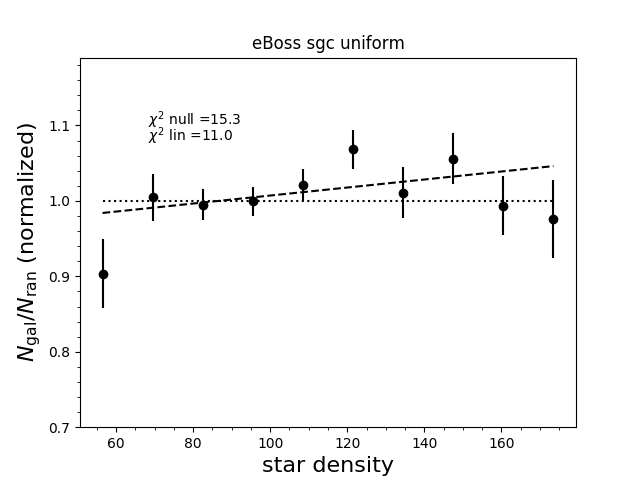 eBoss sgc uniform
χ² null =15.3
χ² lin =11.0
1.1
1.0
0.9
0.8
0.7
N_gal/N_ran (normalized)
60 80 100 120 140 160
star density